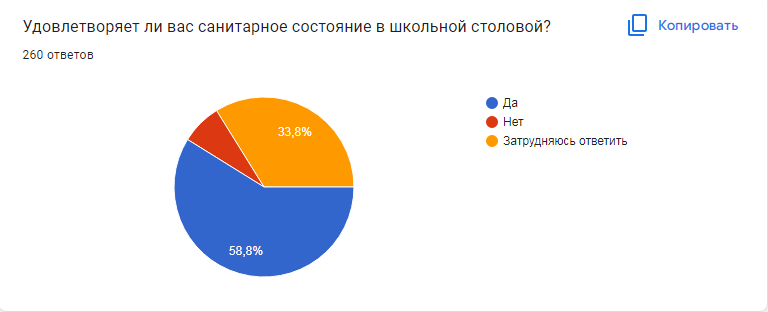 Удовлетворяет ли вас санитарное состояние в школьной столовой?
Копировать
260 ответов
Да
Нет
Затрудняюсь ответить
33,8%
58,8%